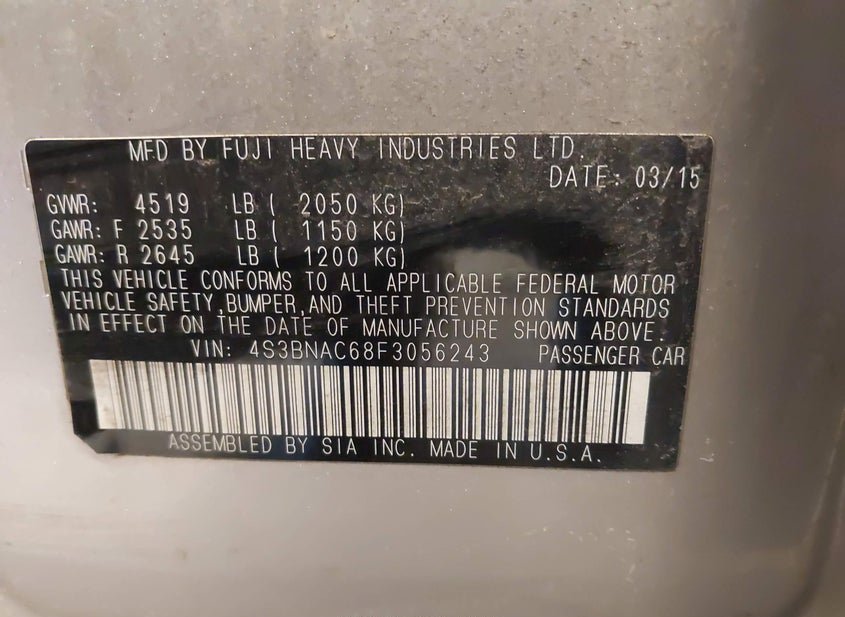 MFD BY FUJI HEAVY INDUSTRIES LTD.
DATE: 03/15
GVWR: 4519 LB ( 2050 KG)
GAWR: F 2535 LB ( 1150 KG)
GAWR: R 2645 LB ( 1200 KG)
THIS VEHICLE CONFORMS TO ALL APPLICABLE FEDERAL MOTOR
VEHICLE SAFETY,BUMPER,AND THEFT PREVENTION STANDARDS
IN EFFECT ON THE DATE OF MANUFACTURE SHOWN ABOVE.
VIN: 4S3BNAC68F3056243 PASSENGER CAR
ASSEMBLED BY SIA INC. MADE IN U.S.A.